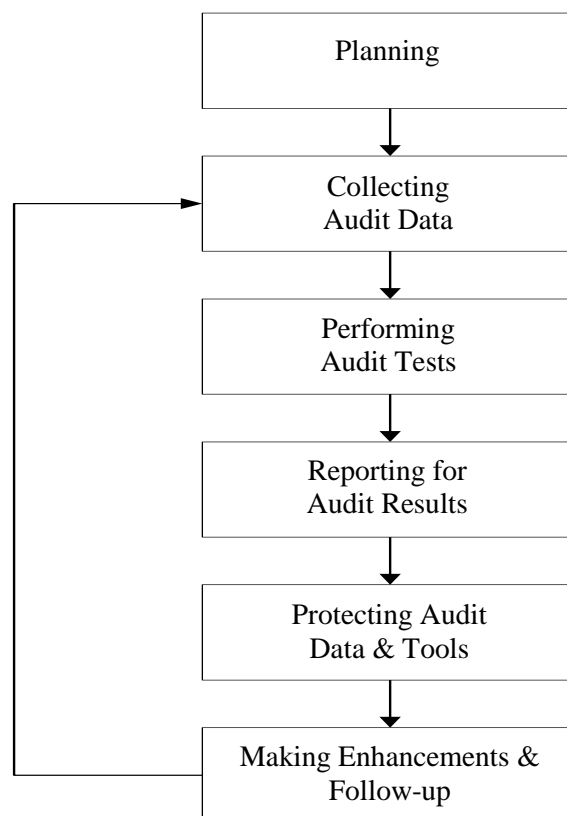 Planning
Collecting
Audit Data
Performing
Audit Tests
Reporting for
Audit Results
Protecting Audit
Data & Tools
Making Enhancements &
Follow-up